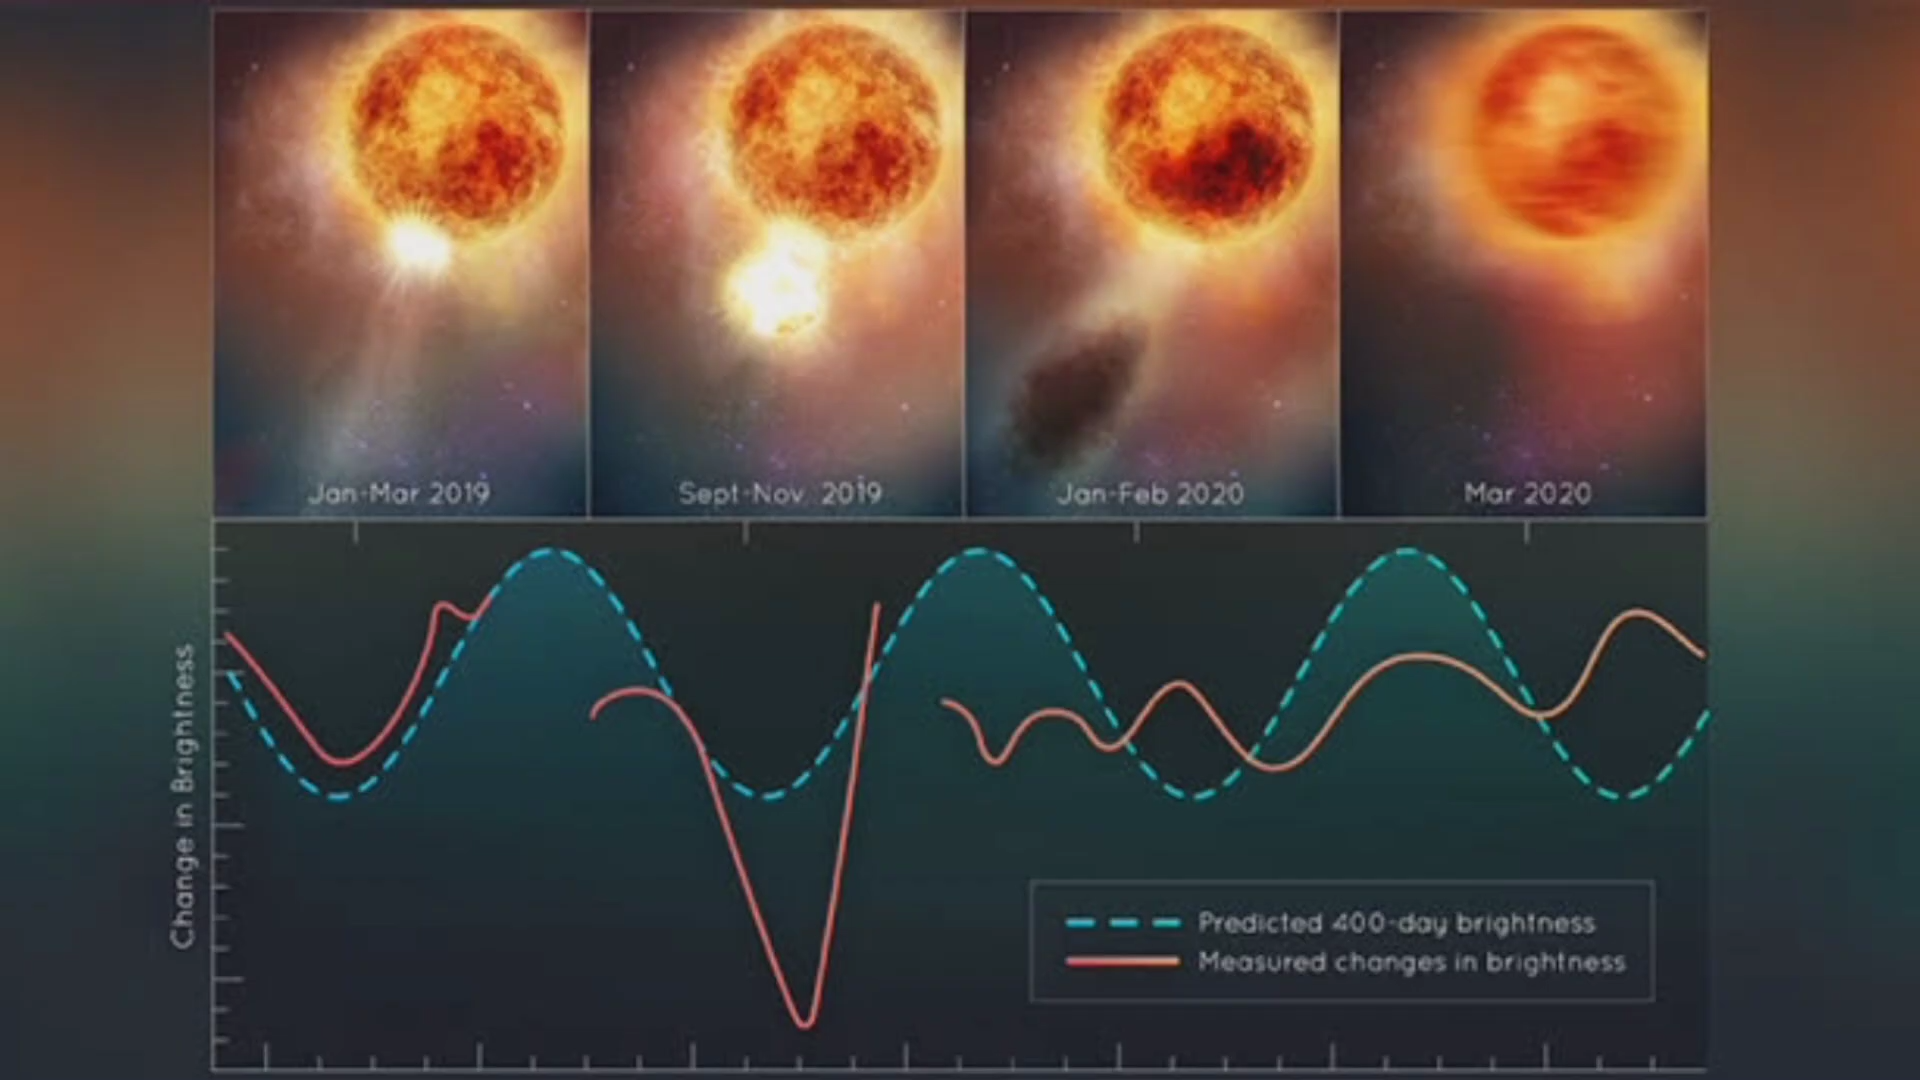 Jan-Mar 2019
Sept-Nov 2019
Jan-Feb 2020
Mar 2020
Change in Brightness
Predicted 400-day brightness
Measured changes in brightness